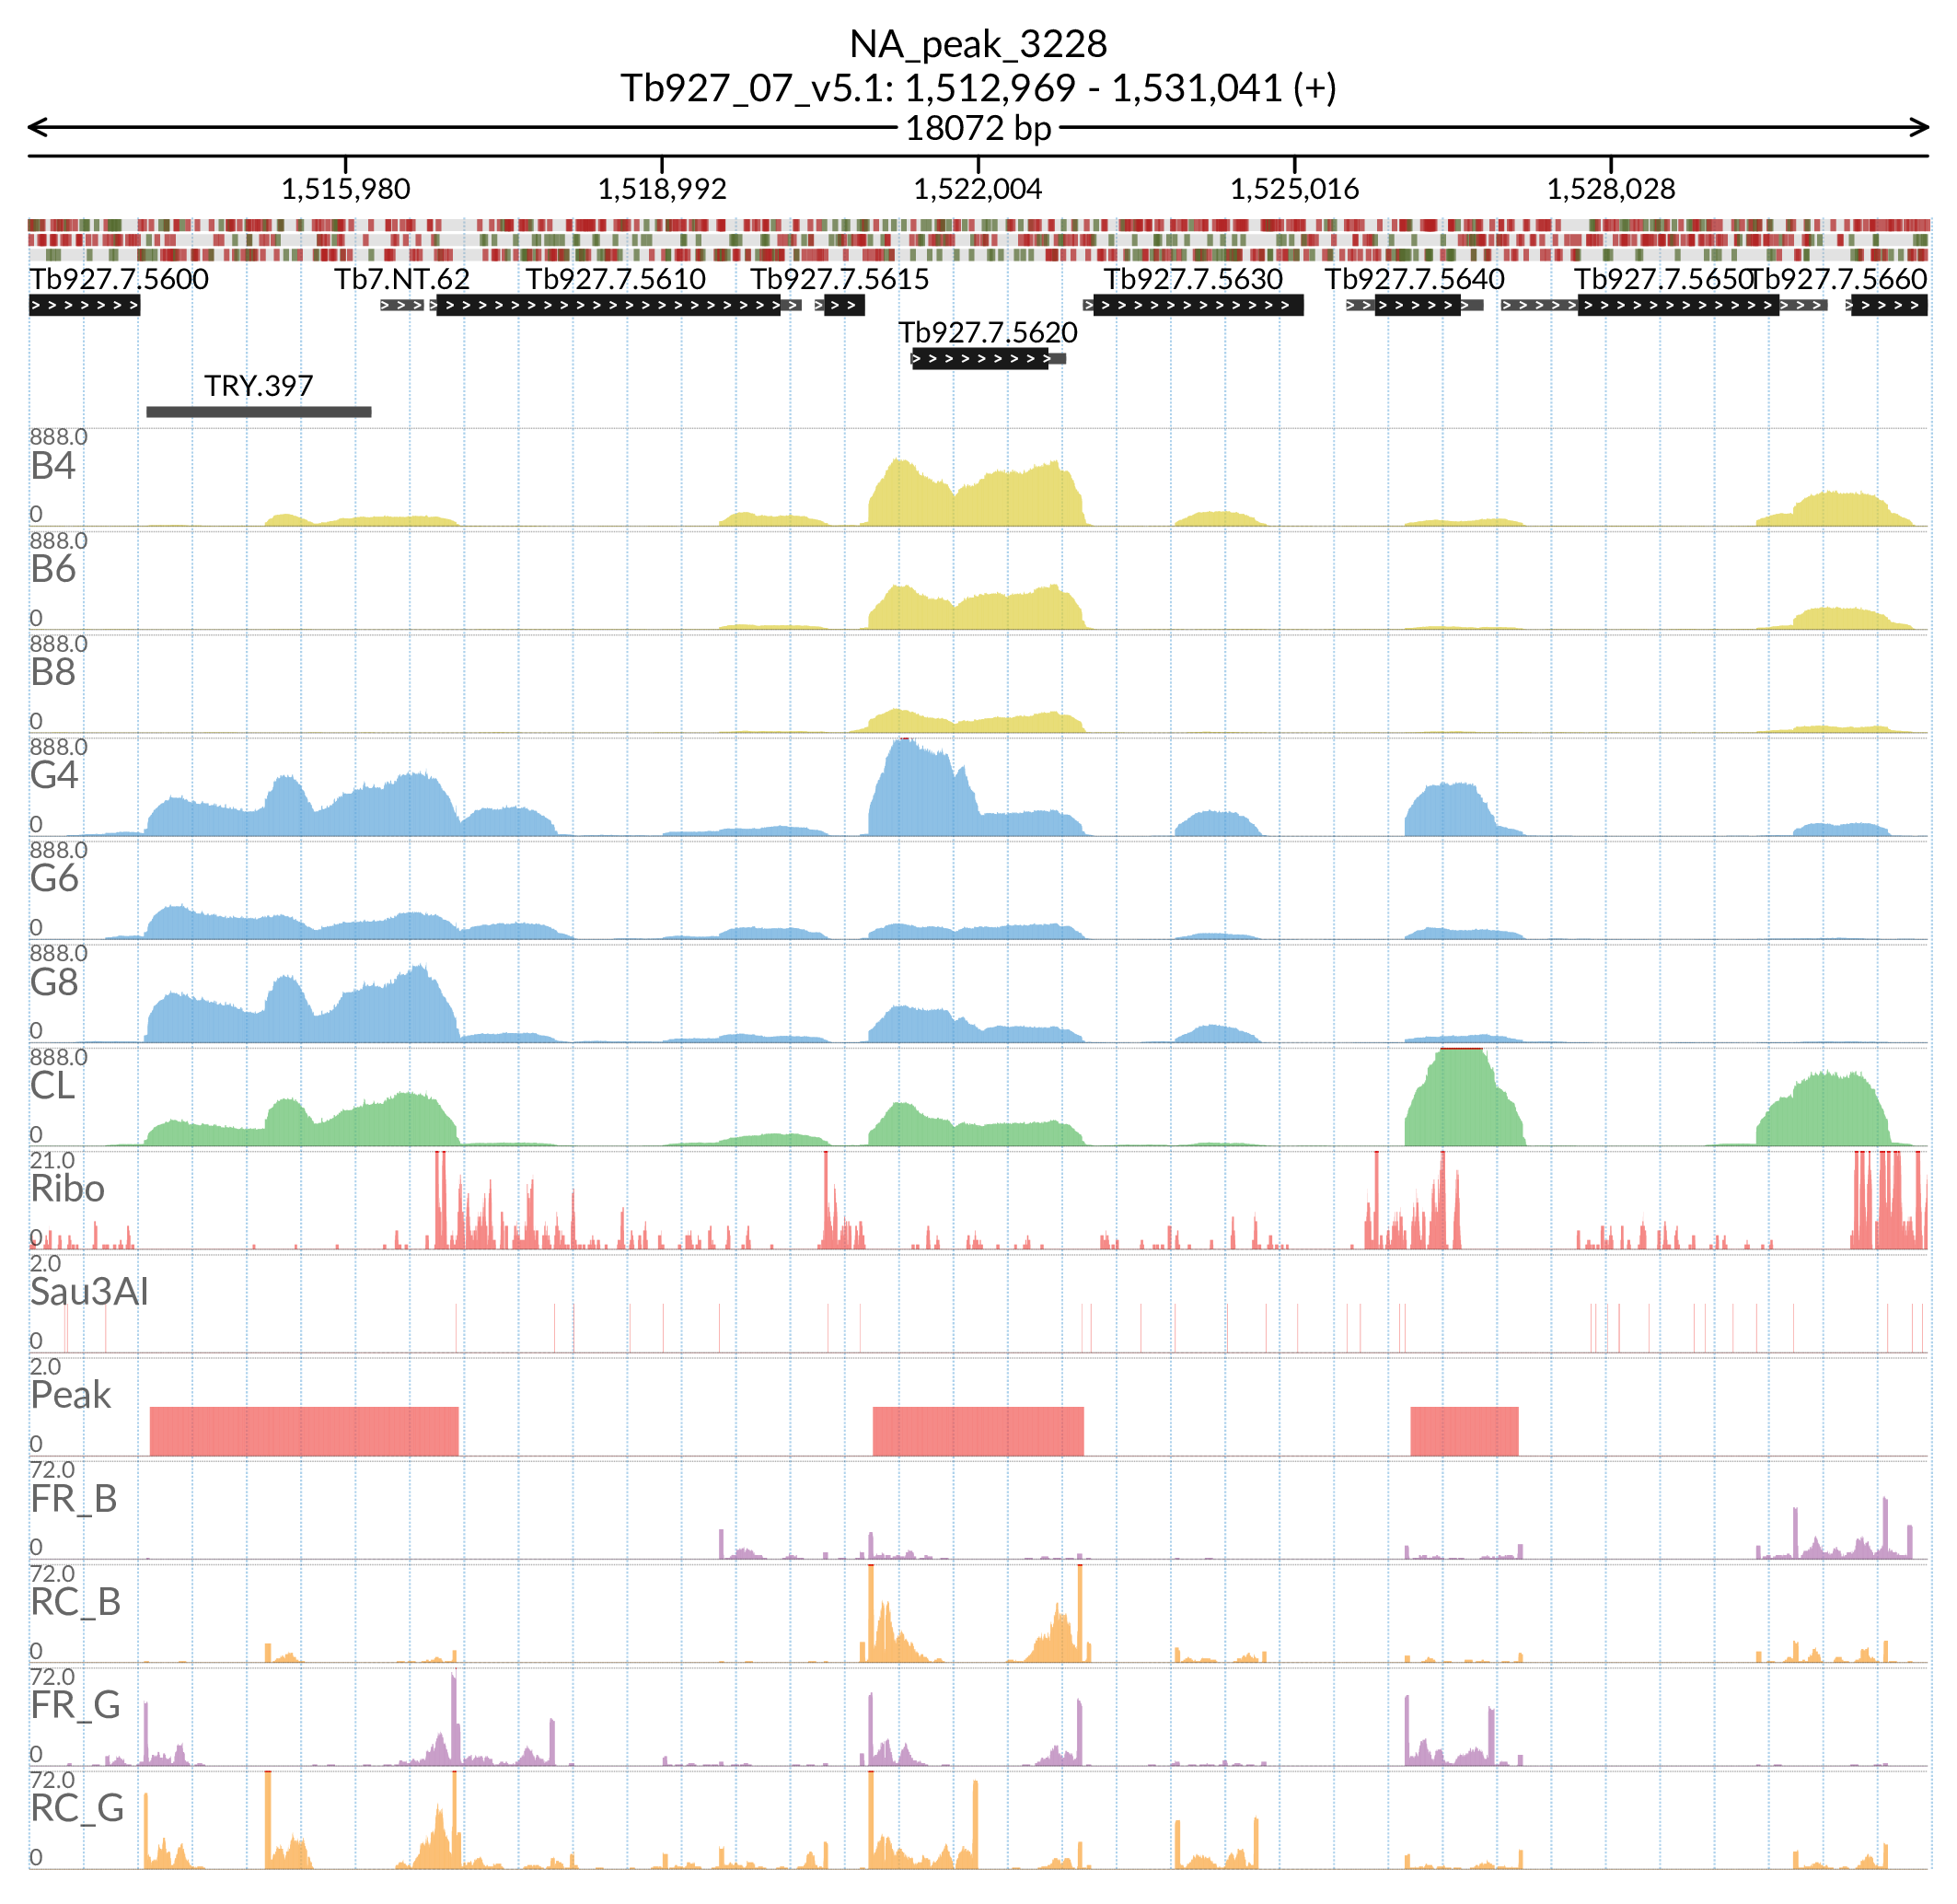 NA_peak_3228
Tb927_07_v5.1: 1,512,969 - 1,531,041 (+)
18072 bp
1,515,980 1,518,992 1,522,004 1,525,016 1,528,028
Tb927.7.5600 Tb7.NT.62 Tb927.7.5610 Tb927.7.5615 Tb927.7.5630 Tb927.7.5640 Tb927.7.5650 Tb927.7.5660
Tb927.7.5620
TRY.397
888.0
B4
0
888.0
B6
0
888.0
B8
0
888.0
G4
0
888.0
G6
0
888.0
G8
0
888.0
CL
0
21.0
Ribo
0
2.0
Sau3AI
0
2.0
Peak
0
72.0
FR_B
0
72.0
RC_B
0
72.0
FR_G
0
72.0
RC_G
0